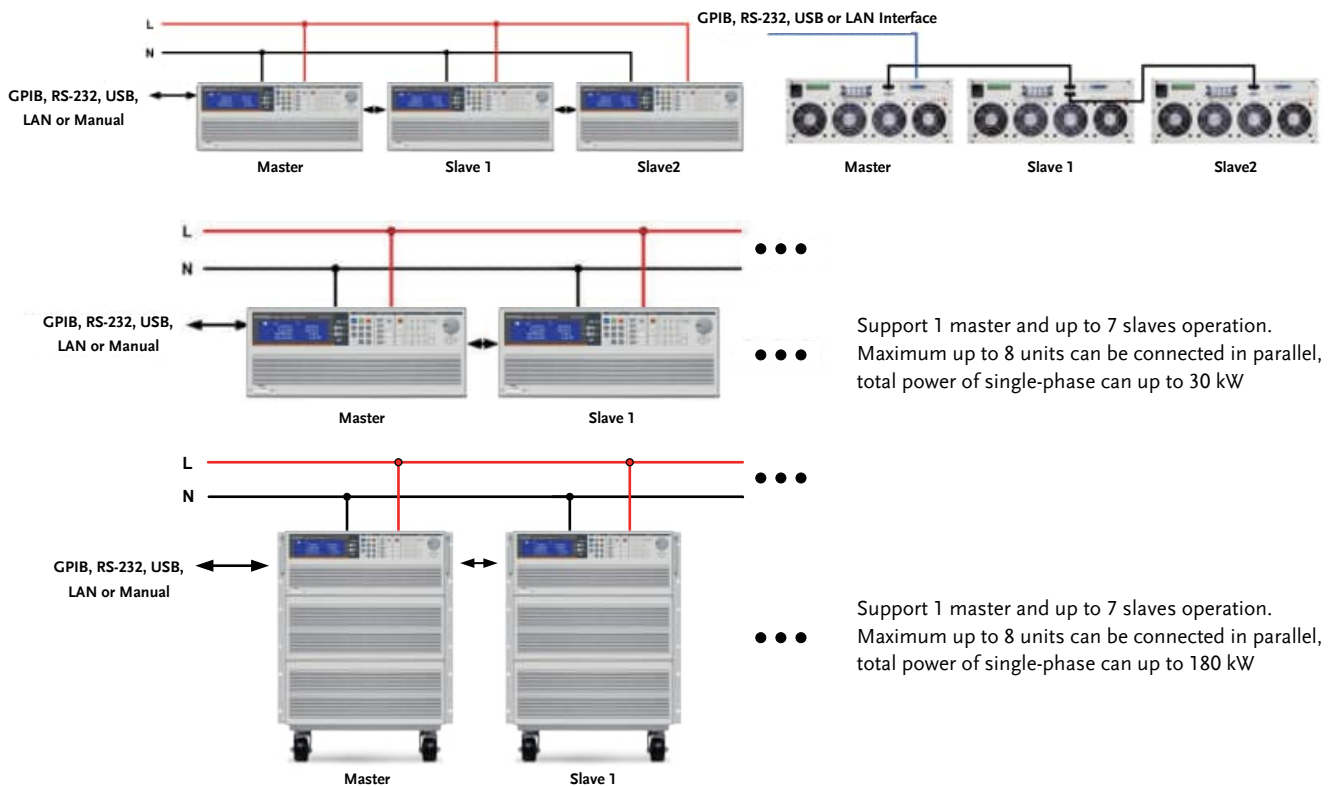 GPIB, RS-232, USB or LAN Interface
L
N
GPIB, RS-232, USB,
LAN or Manual
Master
Slave 1
Slave2
Master
Slave 1
Slave2
L
N
GPIB, RS-232, USB,
LAN or Manual
Master
Slave 1
Support 1 master and up to 7 slaves operation.
Maximum up to 8 units can be connected in parallel,
total power of single-phase can up to 30 kW
L
N
GPIB, RS-232, USB,
LAN or Manual
Master
Slave 1
Support 1 master and up to 7 slaves operation.
Maximum up to 8 units can be connected in parallel,
total power of single-phase can up to 180 kW